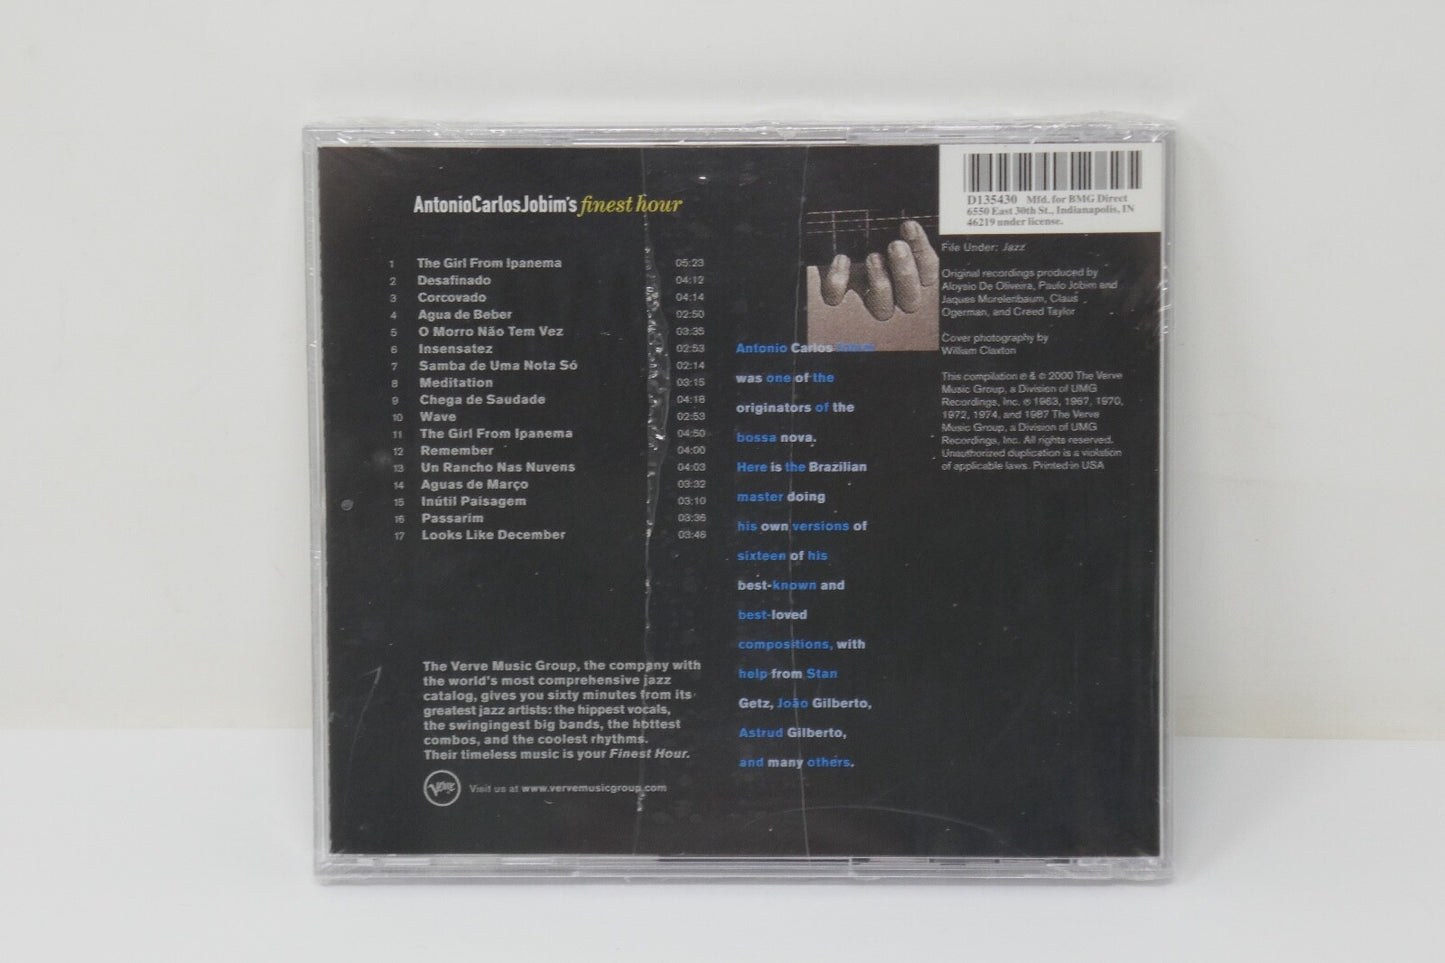 AntonioCarlosJobim's finest hour
1 The Girl From Ipanema 05:23
2 Desafinado 04:12
3 Corcovado 04:14
4 Agua de Beber 02:50
5 O Morro Não Tem Vez 03:35
6 Insensatez 02:53
7 Samba de Uma Nota Só 02:14
8 Meditation 03:15
9 Chega de Saudade 04:18
10 Wave 02:53
11 The Girl From Ipanema 04:50
12 Remember 04:00
13 Un Rancho Nas Nuvens 04:03
14 Aguas de Março 03:32
15 Inútil Paisagem 03:10
16 Passarim 03:36
17 Looks Like December 03:46
The Verve Music Group, the company with
the world's most comprehensive jazz
catalog, gives you sixty minutes from its
greatest jazz artists: the hippest vocals,
the swingingest big bands, the hottest
combos, and the coolest rhythms.
Their timeless music is your Finest Hour.
Verve
Visit us at www.vervemusicgroup.com
Antonio Carlos Jobim
was one of the
originators of the
bossa nova.
Here is the Brazilian
master doing
his own versions of
sixteen of his
best-known and
best-loved
compositions, with
help from Stan
Getz, João Gilberto,
Astrud Gilberto,
and many others.
D135430 Mfd. for BMG Direct
6550 East 30th St., Indianapolis, IN
46219 under license.
File Under: Jazz
Original recordings produced by
Aloysio De Oliveira, Paulo Jobim and
Jaques Morelenbaum, Claus
Ogerman, and Creed Taylor
Cover photography by
William Claxton
This compilation ℗ & © 2000 The Verve
Music Group, a Division of UMG
Recordings, Inc. ℗ 1963, 1967, 1970,
1972, 1974, and 1987 The Verve
Music Group, a Division of UMG
Recordings, Inc. All rights reserved.
Unauthorized duplication is a violation
of applicable laws. Printed in USA